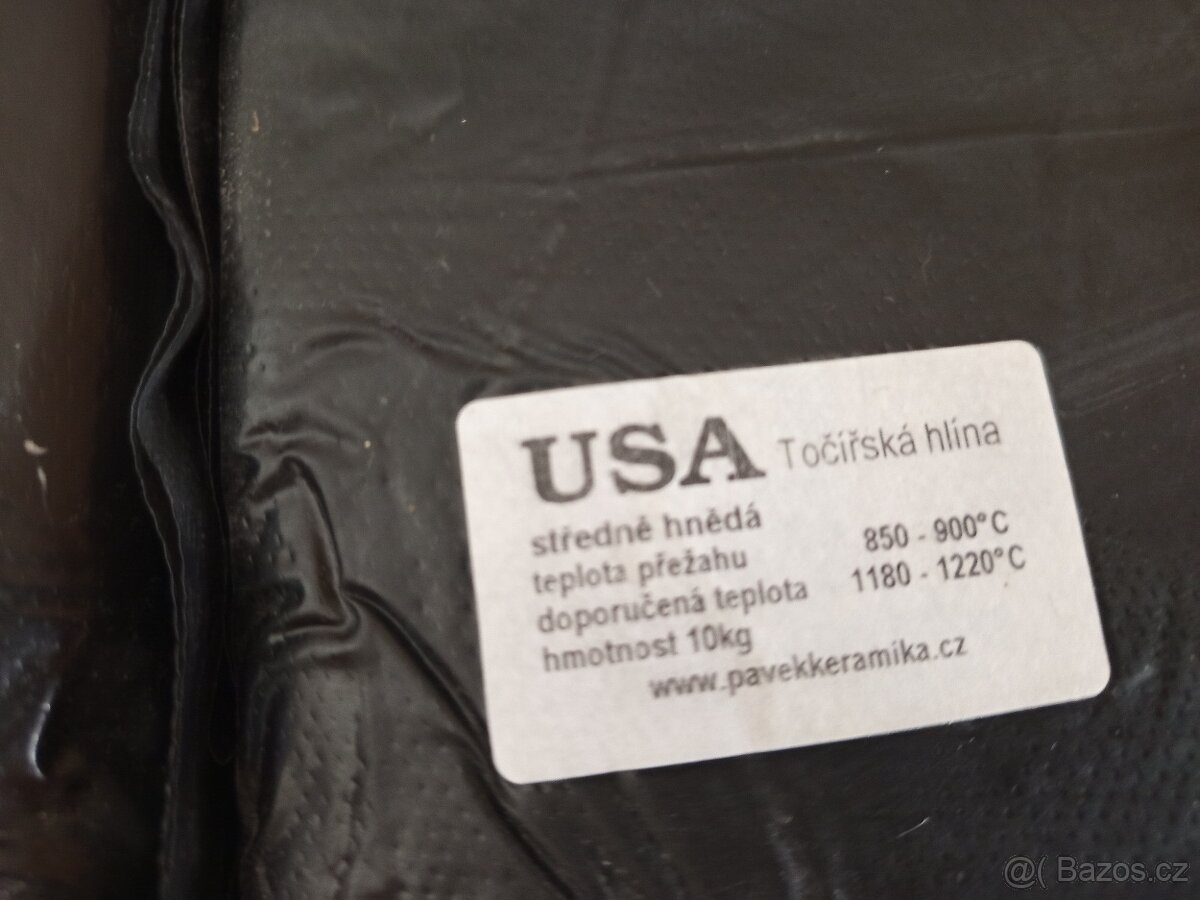 USA Točířská hlína
středně hnědá
teplota přežahu 850 - 900°C
doporučená teplota 1180 - 1220°C
hmotnost 10kg
www.pavekkeramika.cz
@( Bazos.cz